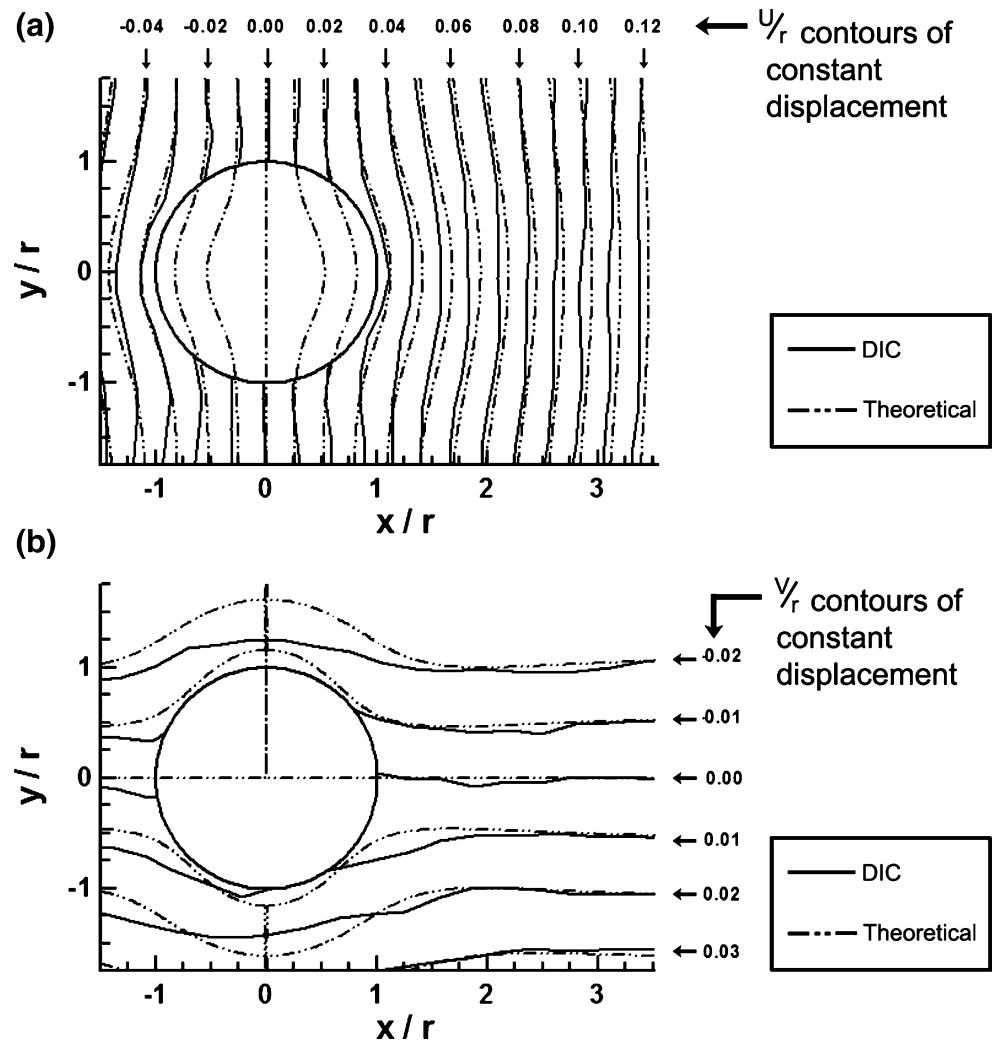 (a)
-0.04 -0.02 0.00 0.02 0.04 0.06 0.08 0.10 0.12
U/r contours of
constant
displacement
1
0
-1
y / r
-1 0 1 2 3
x / r
DIC
Theoretical
(b)
V/r contours of
constant
displacement
1
0
-1
y / r
-0.02
-0.01
0.00
0.01
0.02
0.03
-1 0 1 2 3
x / r
DIC
Theoretical